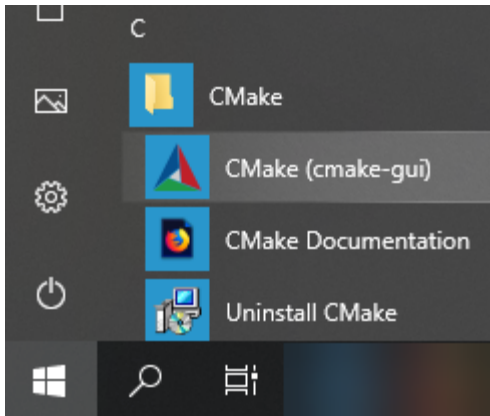 C
CMake
CMake (cmake-gui)
CMake Documentation
Uninstall CMake